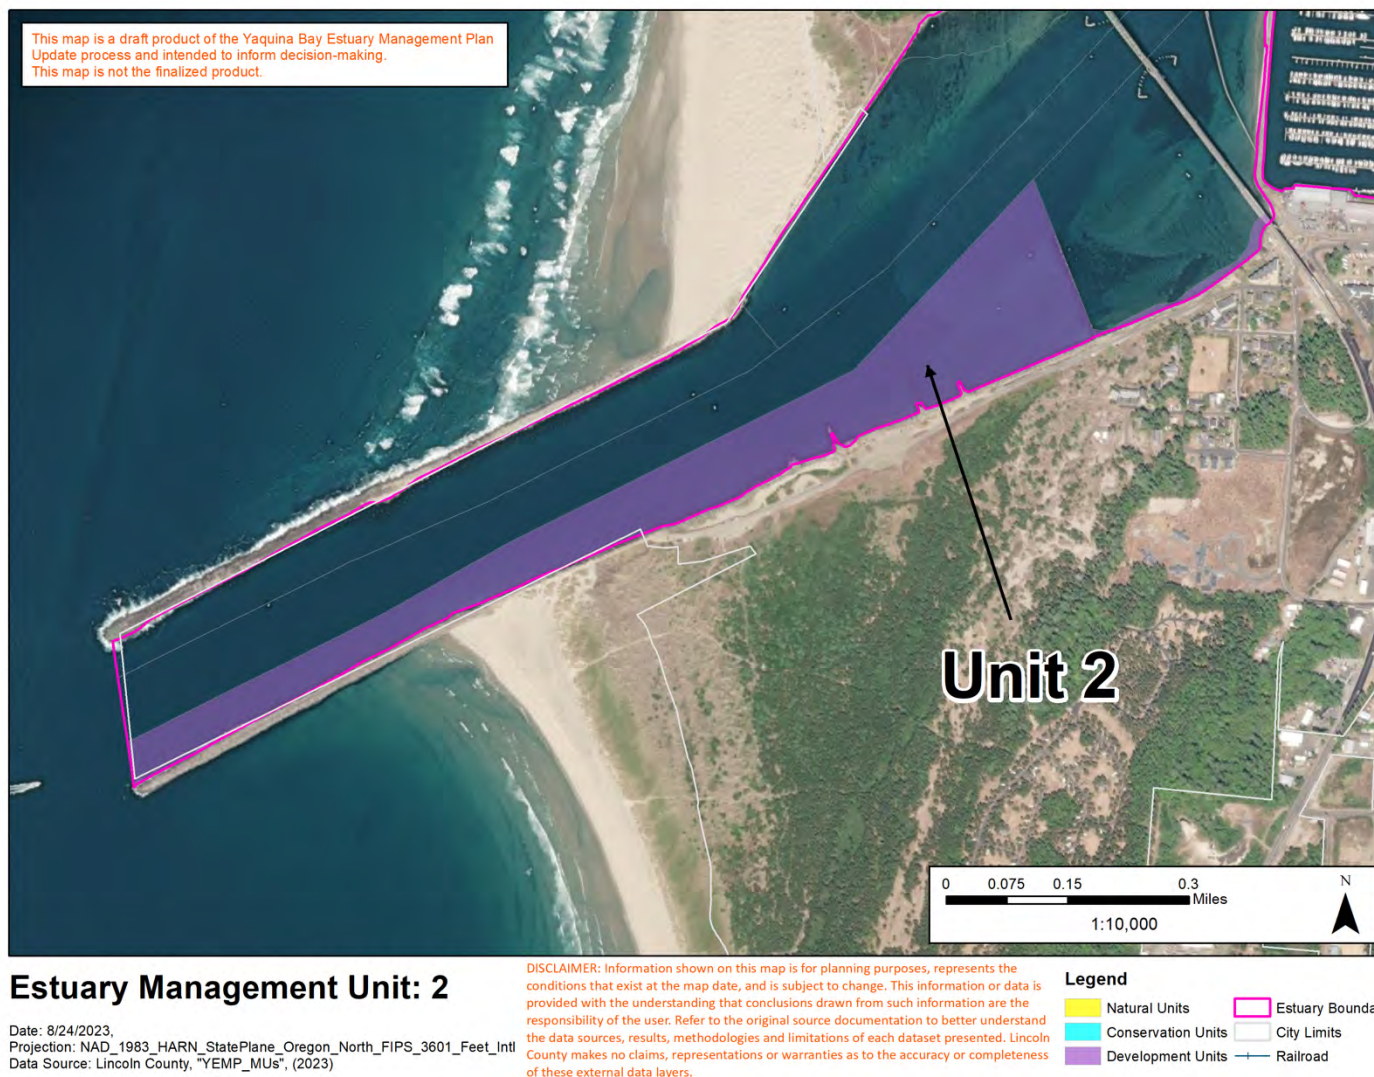 This map is a draft product of the Yaquina Bay Estuary Management Plan
Update process and intended to inform decision-making.
This map is not the finalized product.
Unit 2
0 0.075 0.15 0.3
Miles
1:10,000
N
Estuary Management Unit: 2
Date: 8/24/2023,
Projection: NAD_1983_HARN_StatePlane_Oregon_North_FIPS_3601_Feet_Intl
Data Source: Lincoln County, "YEMP_MUs", (2023)
DISCLAIMER: Information shown on this map is for planning purposes, represents the
conditions that exist at the map date, and is subject to change. This information or data is
provided with the understanding that conclusions drawn from such information are the
responsibility of the user. Refer to the original source documentation to better understand
the data sources, results, methodologies and limitations of each dataset presented. Lincoln
County makes no claims, representations or warranties as to the accuracy or completeness
of these external data layers.
Legend
Natural Units
Conservation Units
Development Units
Estuary Bounda
City Limits
Railroad